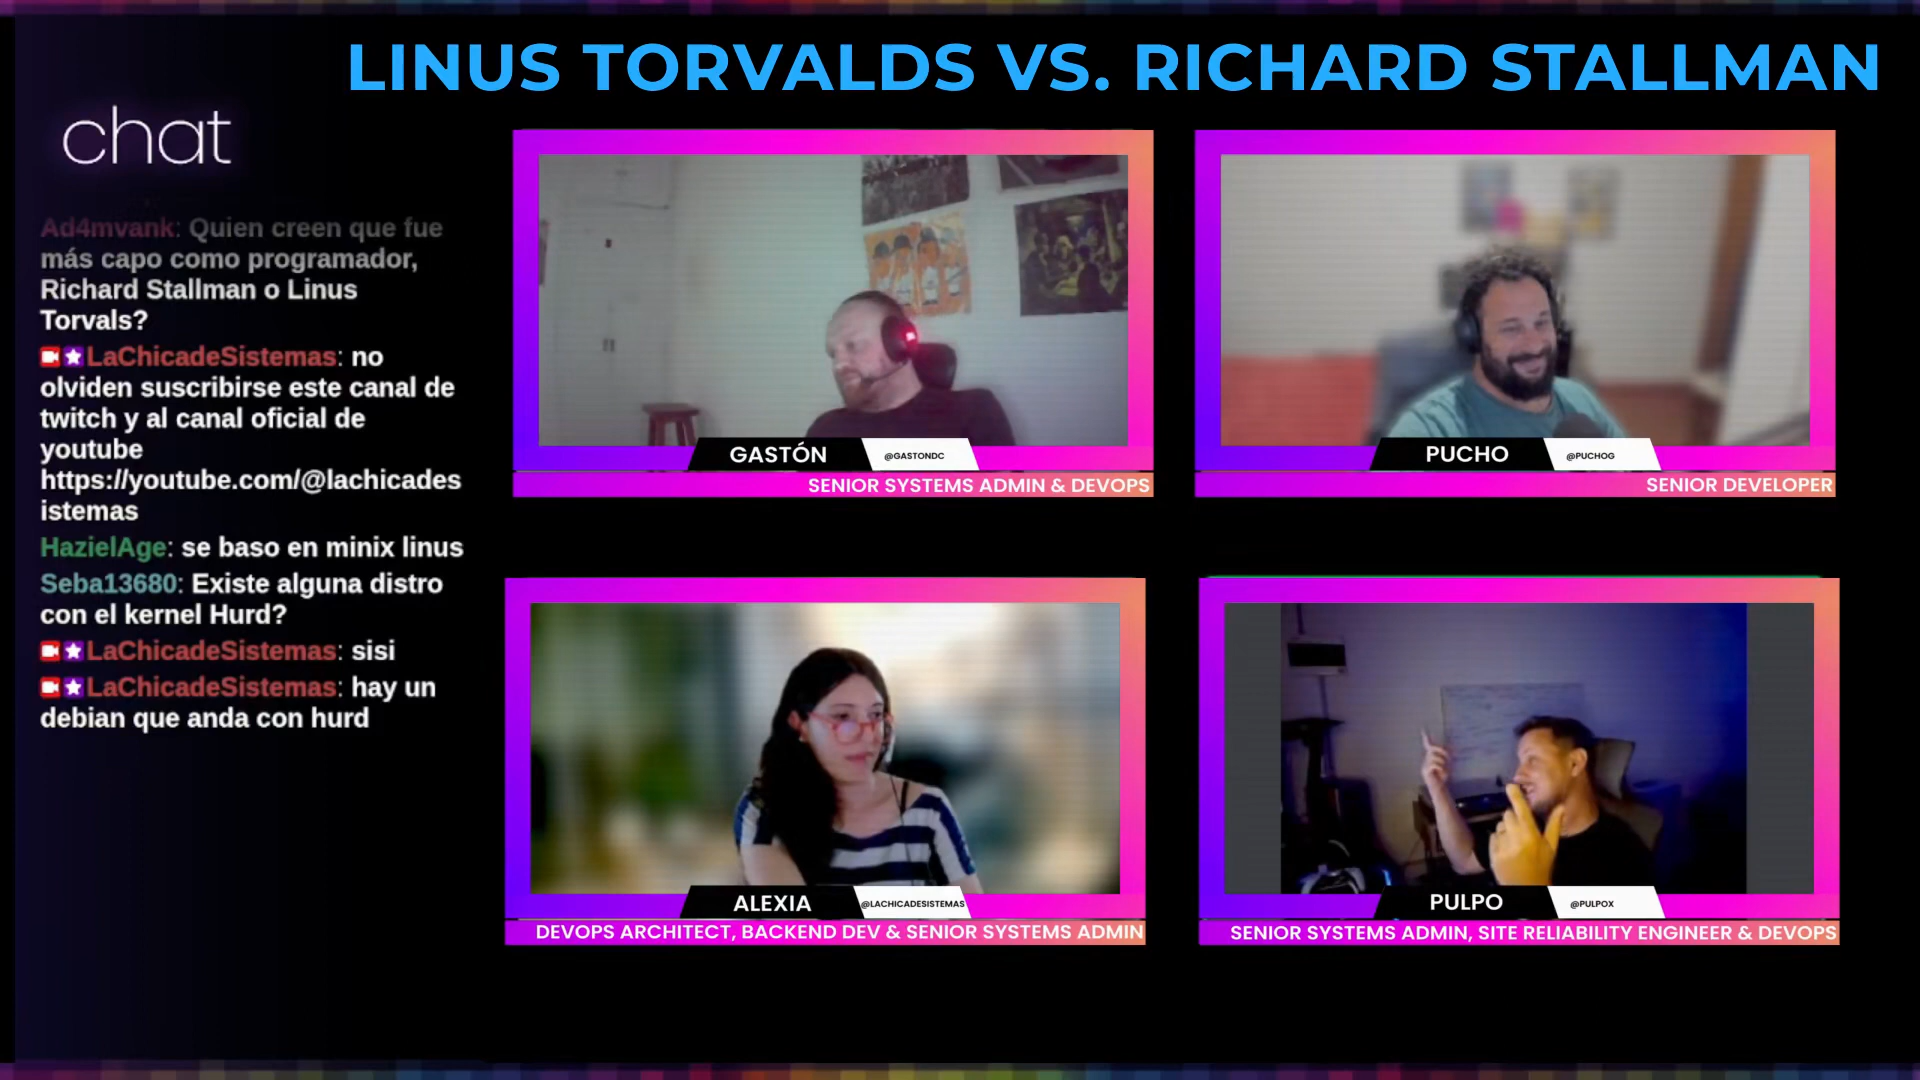 LINUS TORVALDS VS. RICHARD STALLMAN
chat
Ad4mvank: Quien creen que fue
más capo como programador,
Richard Stallman o Linus
Torvals?
LaChicadeSistemas: no
olviden suscribirse este canal de
twitch y al canal oficial de
youtube
https://youtube.com/@lachicades
istemas
HazielAge: se baso en minix linus
Seba13680: Existe alguna distro
con el kernel Hurd?
LaChicadeSistemas: sisi
LaChicadeSistemas: hay un
debian que anda con hurd
GASTÓN
@GASTONDC
SENIOR SYSTEMS ADMIN & DEVOPS
PUCHO
@PUCHOG
SENIOR DEVELOPER
ALEXIA
@LACHICADESISTEMAS
DEVOPS ARCHITECT, BACKEND DEV & SENIOR SYSTEMS ADMIN
PULPO
@PULPOX
SENIOR SYSTEMS ADMIN, SITE RELIABILITY ENGINEER & DEVOPS